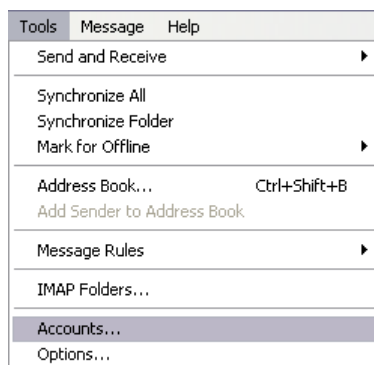 Tools Message Help
Send and Receive
Synchronize All
Synchronize Folder
Mark for Offline
Address Book... Ctrl+Shift+B
Add Sender to Address Book
Message Rules
IMAP Folders...
Accounts...
Options...